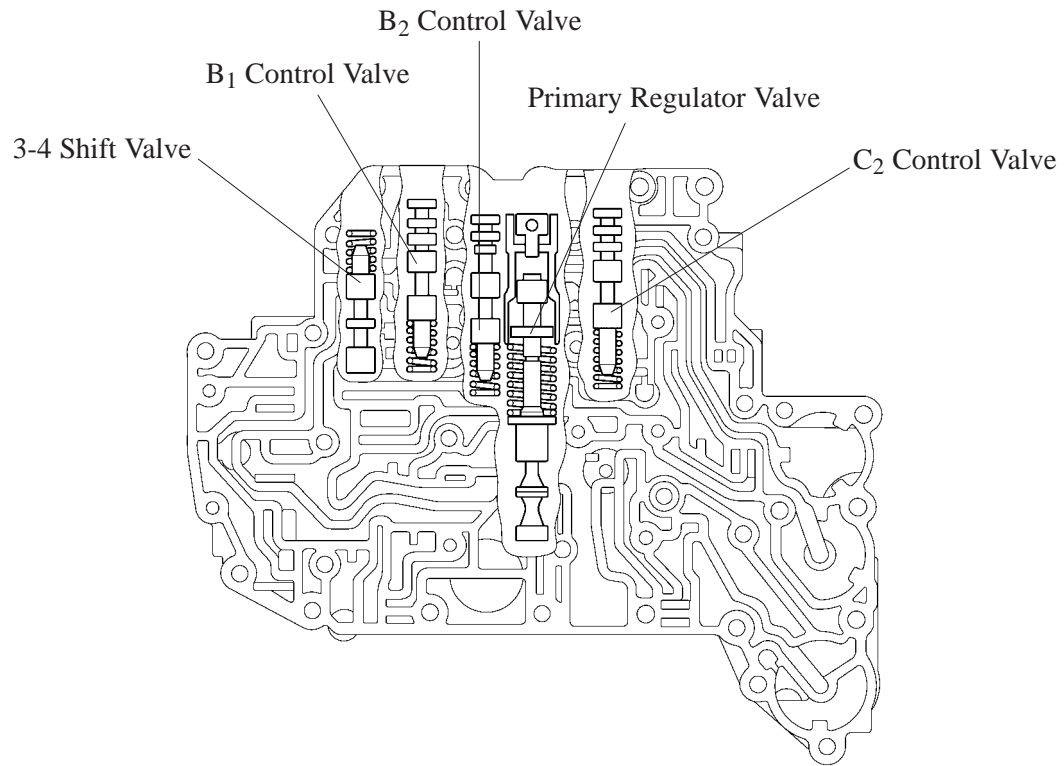 B₂ Control Valve
B₁ Control Valve
Primary Regulator Valve
3-4 Shift Valve
C₂ Control Valve